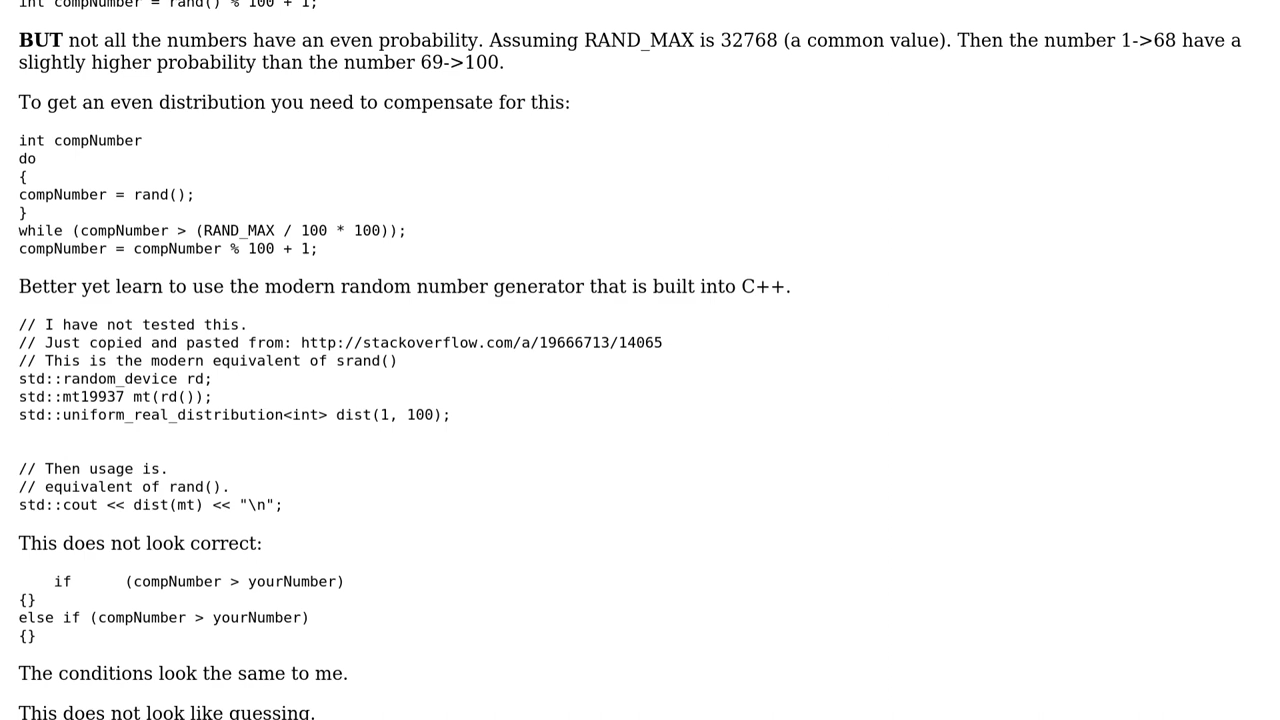 int compNumber = rand() % 100 + 1;
BUT not all the numbers have an even probability. Assuming RAND_MAX is 32768 (a common value). Then the number 1->68 have a
slightly higher probability than the number 69->100.
To get an even distribution you need to compensate for this:
int compNumber
do
{
compNumber = rand();
}
while (compNumber > (RAND_MAX / 100 * 100));
compNumber = compNumber % 100 + 1;
Better yet learn to use the modern random number generator that is built into C++.
// I have not tested this.
// Just copied and pasted from: http://stackoverflow.com/a/19666713/14065
// This is the modern equivalent of srand()
std::random_device rd;
std::mt19937 mt(rd());
std::uniform_real_distribution<int> dist(1, 100);
// Then usage is.
// equivalent of rand().
std::cout << dist(mt) << "\n";
This does not look correct:
if      (compNumber > yourNumber)
{}
else if (compNumber > yourNumber)
{}
The conditions look the same to me.
This does not look like guessing.